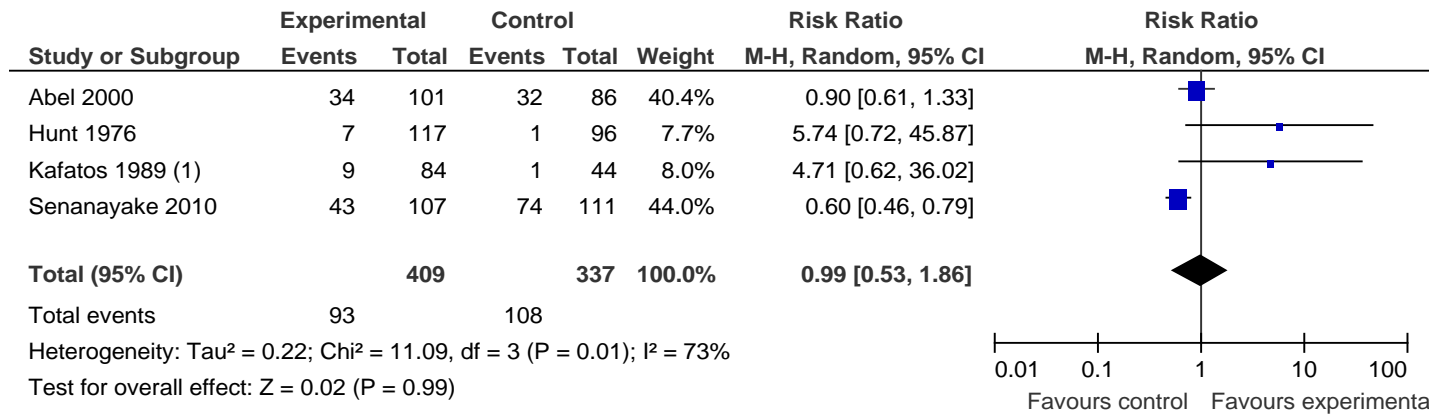 Experimental Control Risk Ratio Risk Ratio
Study or Subgroup Events Total Events Total Weight M-H, Random, 95% CI M-H, Random, 95% CI
Abel 2000 34 101 32 86 40.4% 0.90 [0.61, 1.33]
Hunt 1976 7 117 1 96 7.7% 5.74 [0.72, 45.87]
Kafatos 1989 (1) 9 84 1 44 8.0% 4.71 [0.62, 36.02]
Senanayake 2010 43 107 74 111 44.0% 0.60 [0.46, 0.79]
Total (95% CI) 409 337 100.0% 0.99 [0.53, 1.86]
Total events 93 108
Heterogeneity: Tau² = 0.22; Chi² = 11.09, df = 3 (P = 0.01); I² = 73%
Test for overall effect: Z = 0.02 (P = 0.99)
0.01 0.1 1 10 100
Favours control Favours experimenta